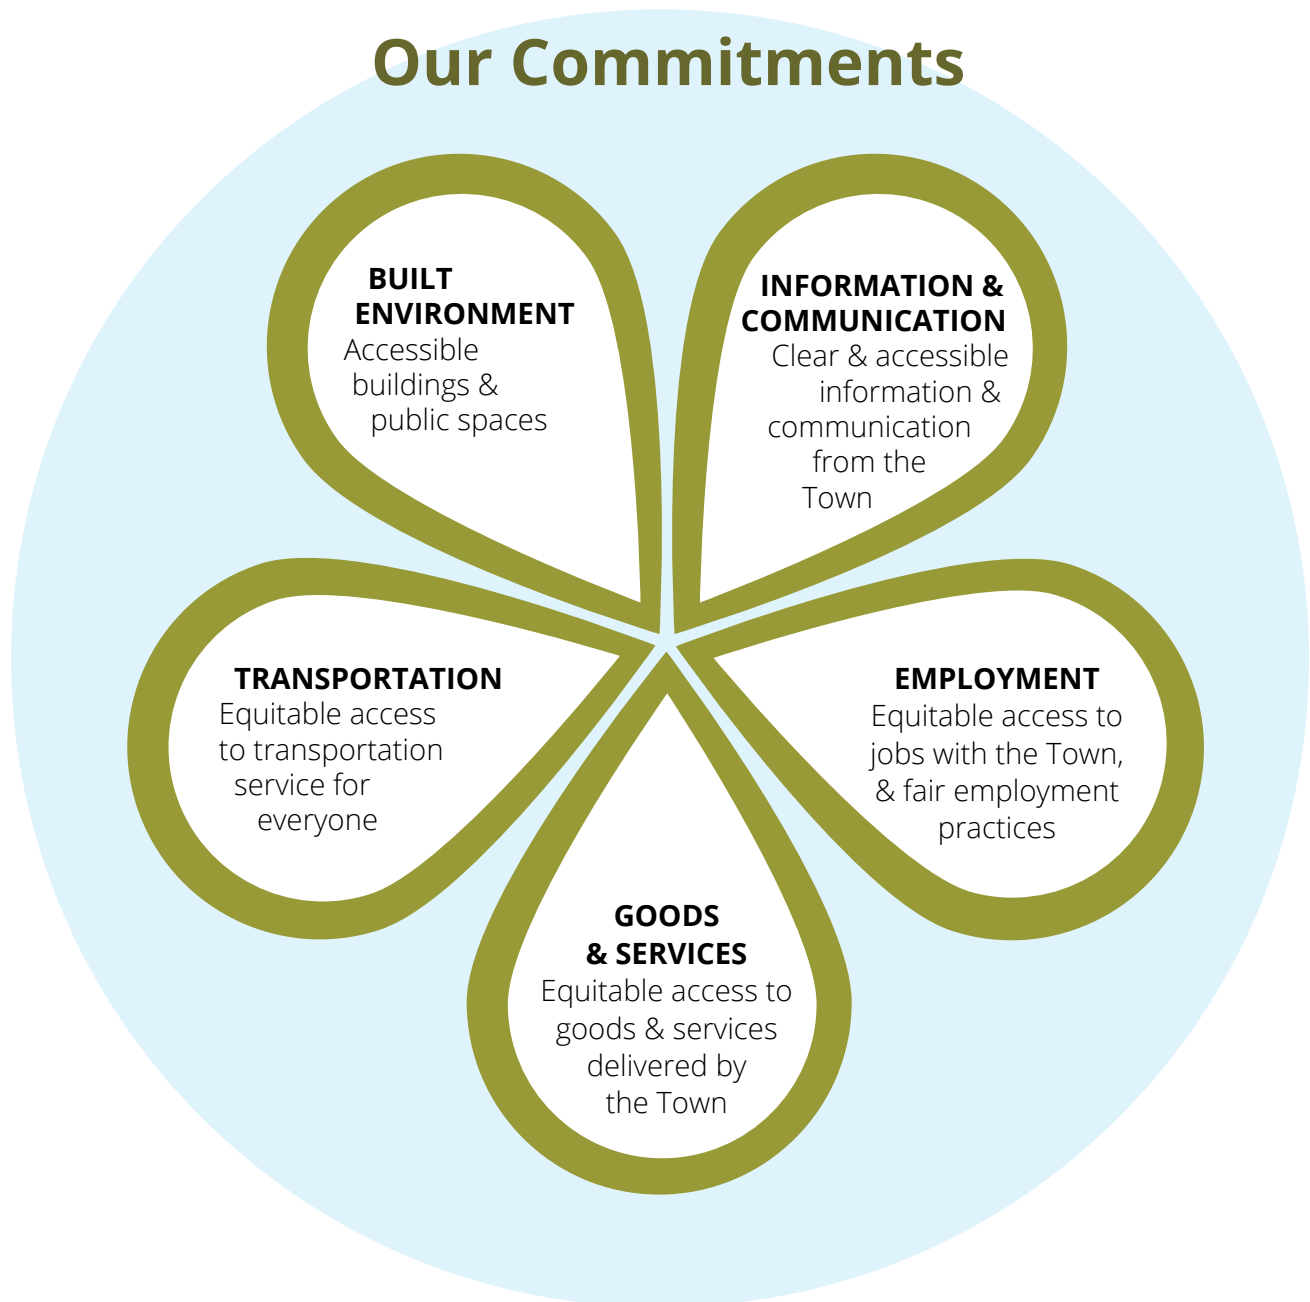 Our Commitments
BUILT
ENVIRONMENT
Accessible
buildings &
public spaces
INFORMATION &
COMMUNICATION
Clear & accessible
information &
communication
from the
Town
TRANSPORTATION
Equitable access
to transportation
service for
everyone
EMPLOYMENT
Equitable access to
jobs with the Town,
& fair employment
practices
GOODS
& SERVICES
Equitable access to
goods & services
delivered by
the Town